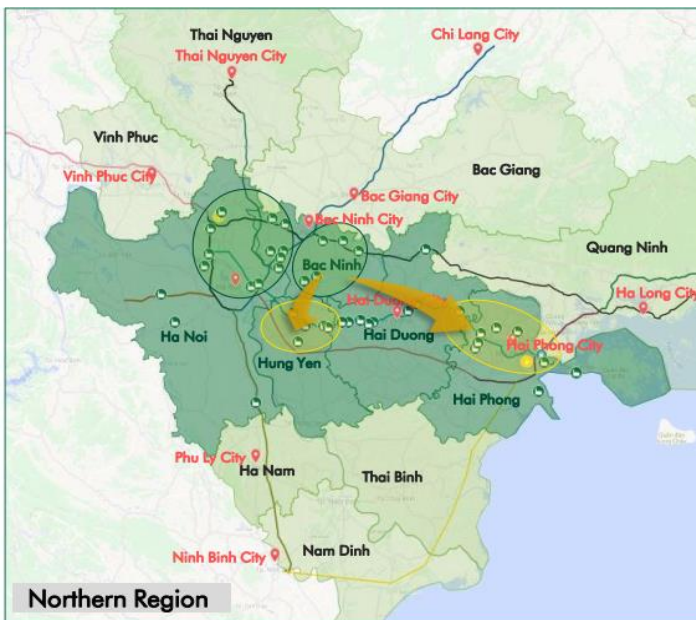 Thai Nguyen
Thai Nguyen City
Chi Lang City
Vinh Phuc
Vinh Phuc City
Bac Giang
Bac Giang City
Bac Ninh City
Quang Ninh
Bac Ninh
Ha Long City
Ha Noi
Hai Duong
Hai Phong City
Hung Yen
Hai Phong
Phu Ly City
Ha Nam
Thai Binh
Ninh Binh City
Nam Dinh
Northern Region